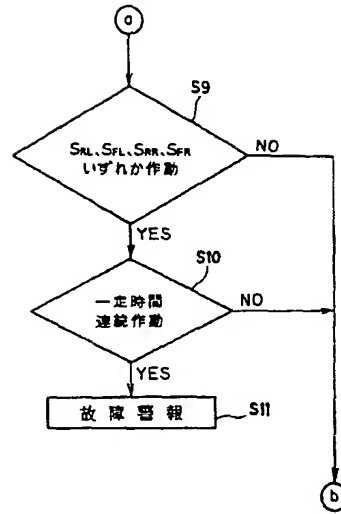 a
S9
SRL、SFL、SRR、SFR
いずれか作動
NO
YES
S10
一定時間
連続作動
NO
YES
故障警報
S11
b